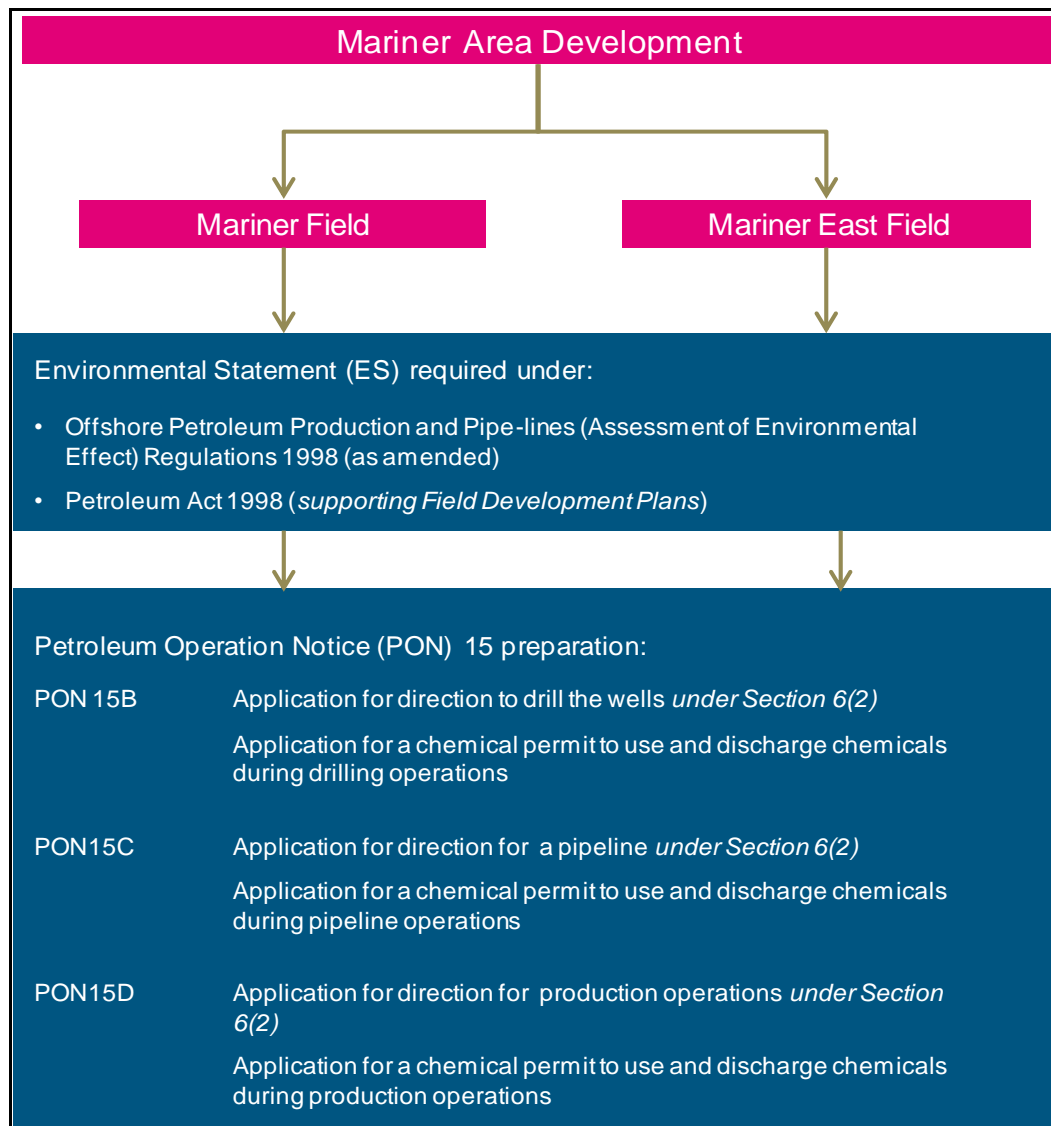 Mariner Area Development
Mariner Field
Mariner East Field
Environmental Statement (ES) required under:
• Offshore Petroleum Production and Pipe-lines (Assessment of Environmental
Effect) Regulations 1998 (as amended)
• Petroleum Act 1998 (supporting Field Development Plans)
Petroleum Operation Notice (PON) 15 preparation:
PON 15B Application for direction to drill the wells under Section 6(2)
Application for a chemical permit to use and discharge chemicals
during drilling operations
PON15C Application for direction for a pipeline under Section 6(2)
Application for a chemical permit to use and discharge chemicals
during pipeline operations
PON15D Application for direction for production operations under Section
6(2)
Application for a chemical permit to use and discharge chemicals
during production operations